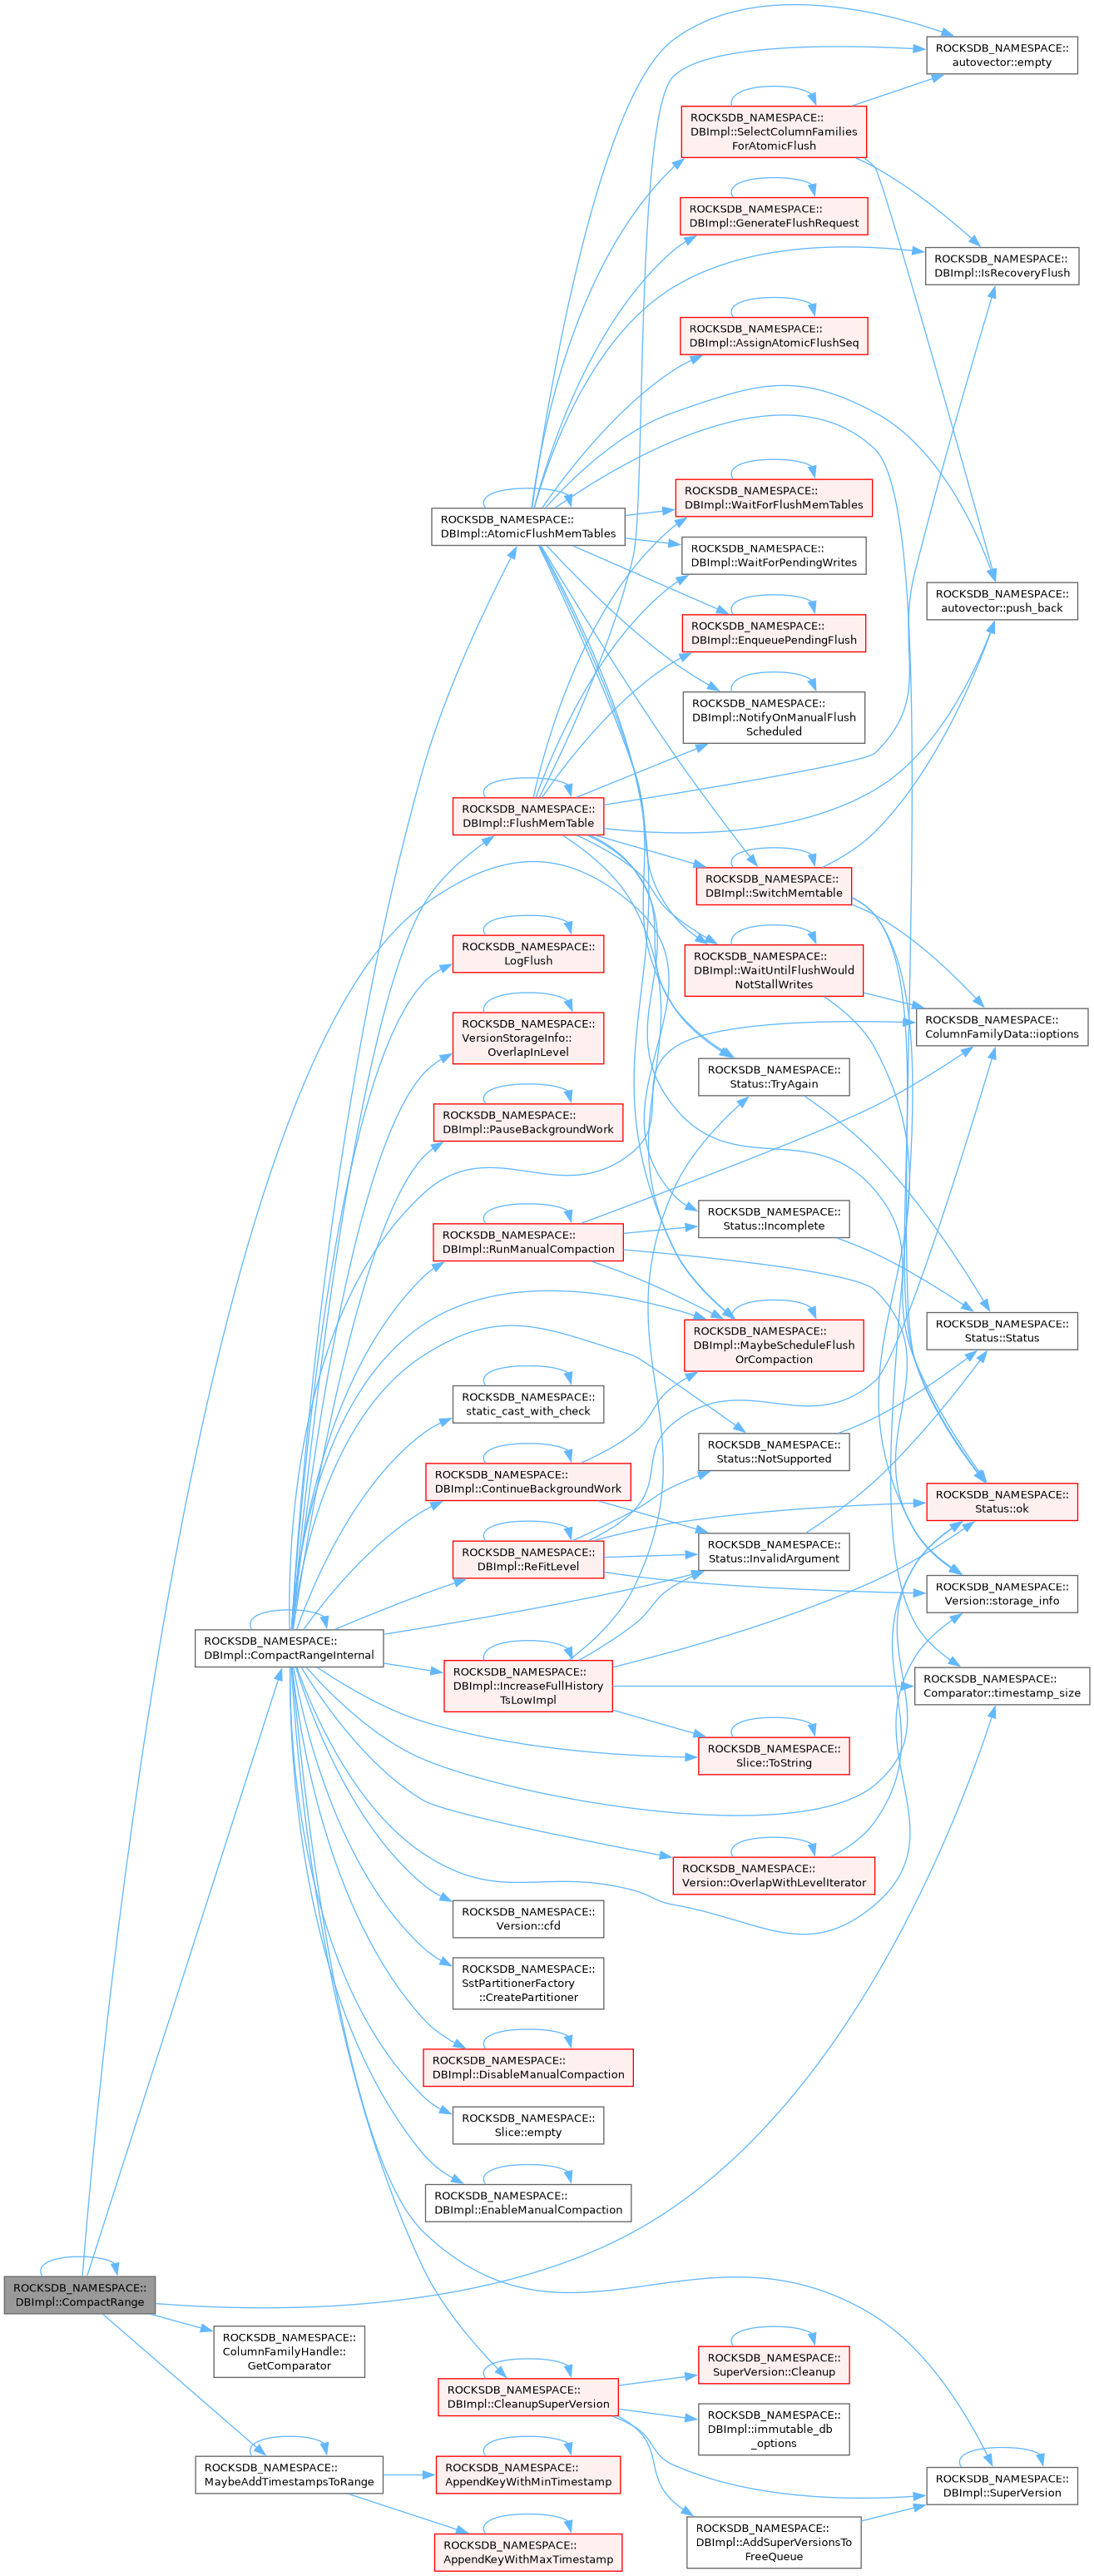 ROCKSDB_NAMESPACE::
autovector::empty
ROCKSDB_NAMESPACE::
DBImpl::SelectColumnFamilies
ForAtomicFlush
ROCKSDB_NAMESPACE::
DBImpl::GenerateFlushRequest
ROCKSDB_NAMESPACE::
DBImpl::IsRecoveryFlush
ROCKSDB_NAMESPACE::
DBImpl::AssignAtomicFlushSeq
ROCKSDB_NAMESPACE::
DBImpl::WaitForFlushMemTables
ROCKSDB_NAMESPACE::
DBImpl::AtomicFlushMemTables
ROCKSDB_NAMESPACE::
DBImpl::WaitForPendingWrites
ROCKSDB_NAMESPACE::
autovector::push_back
ROCKSDB_NAMESPACE::
DBImpl::EnqueuePendingFlush
ROCKSDB_NAMESPACE::
DBImpl::NotifyOnManualFlush
Scheduled
ROCKSDB_NAMESPACE::
DBImpl::FlushMemTable
ROCKSDB_NAMESPACE::
DBImpl::SwitchMemtable
ROCKSDB_NAMESPACE::
LogFlush
ROCKSDB_NAMESPACE::
DBImpl::WaitUntilFlushWould
NotStallWrites
ROCKSDB_NAMESPACE::
VersionStorageInfo::
OverlapInLevel
ROCKSDB_NAMESPACE::
ColumnFamilyData::ioptions
ROCKSDB_NAMESPACE::
Status::TryAgain
ROCKSDB_NAMESPACE::
DBImpl::PauseBackgroundWork
ROCKSDB_NAMESPACE::
Status::Incomplete
ROCKSDB_NAMESPACE::
DBImpl::RunManualCompaction
ROCKSDB_NAMESPACE::
Status::Status
ROCKSDB_NAMESPACE::
DBImpl::MaybeScheduleFlush
OrCompaction
ROCKSDB_NAMESPACE::
static_cast_with_check
ROCKSDB_NAMESPACE::
Status::NotSupported
ROCKSDB_NAMESPACE::
DBImpl::ContinueBackgroundWork
ROCKSDB_NAMESPACE::
Status::ok
ROCKSDB_NAMESPACE::
Status::InvalidArgument
ROCKSDB_NAMESPACE::
DBImpl::ReFitLevel
ROCKSDB_NAMESPACE::
Version::storage_info
ROCKSDB_NAMESPACE::
DBImpl::CompactRangeInternal
ROCKSDB_NAMESPACE::
DBImpl::IncreaseFullHistory
TsLowImpl
ROCKSDB_NAMESPACE::
Comparator::timestamp_size
ROCKSDB_NAMESPACE::
Slice::ToString
ROCKSDB_NAMESPACE::
Version::OverlapWithLevelIterator
ROCKSDB_NAMESPACE::
Version::cfd
ROCKSDB_NAMESPACE::
SstPartitionerFactory
::CreatePartitioner
ROCKSDB_NAMESPACE::
DBImpl::DisableManualCompaction
ROCKSDB_NAMESPACE::
Slice::empty
ROCKSDB_NAMESPACE::
DBImpl::EnableManualCompaction
ROCKSDB_NAMESPACE::
DBImpl::CompactRange
ROCKSDB_NAMESPACE::
ColumnFamilyHandle::
GetComparator
ROCKSDB_NAMESPACE::
SuperVersion::Cleanup
ROCKSDB_NAMESPACE::
DBImpl::CleanupSuperVersion
ROCKSDB_NAMESPACE::
DBImpl::immutable_db
_options
ROCKSDB_NAMESPACE::
MaybeAddTimestampsToRange
ROCKSDB_NAMESPACE::
AppendKeyWithMinTimestamp
ROCKSDB_NAMESPACE::
DBImpl::SuperVersion
ROCKSDB_NAMESPACE::
DBImpl::AddSuperVersionsTo
FreeQueue
ROCKSDB_NAMESPACE::
AppendKeyWithMaxTimestamp